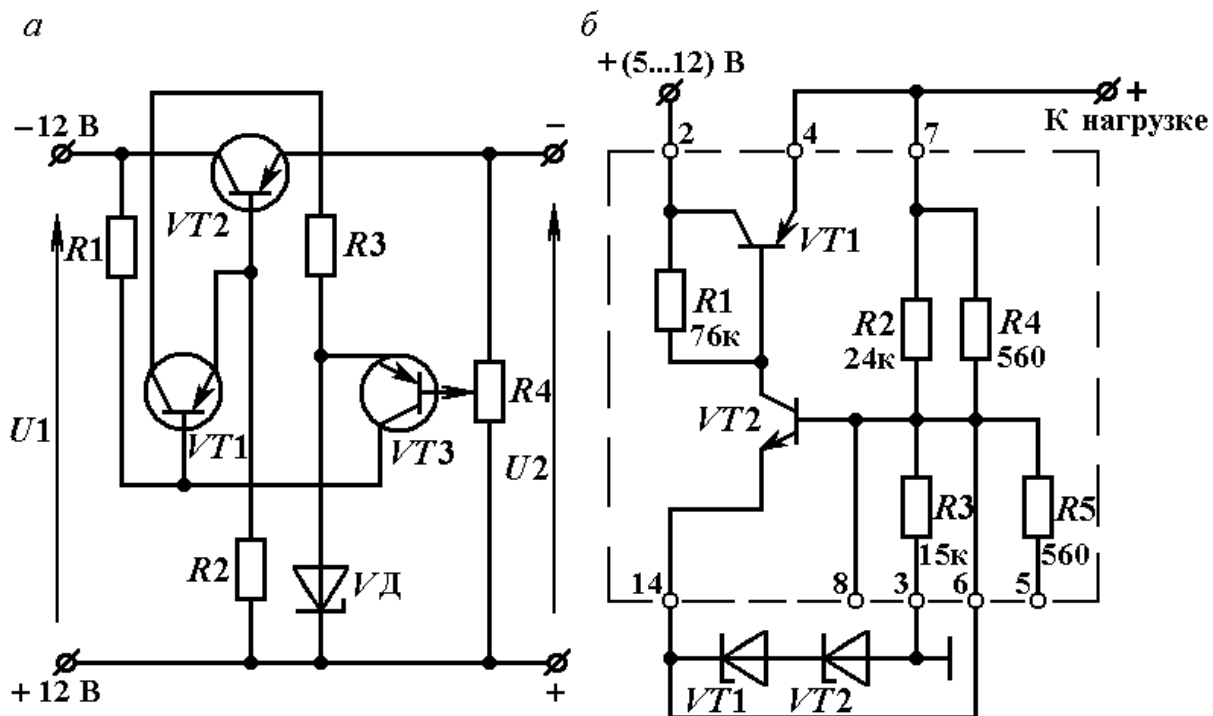 а
−12 В
−
VT2
R1
R3
U1
VT1
VT3
R4
U2
R2
VД
+ 12 В
+
б
+ (5...12) В
+
К нагрузке
2
4
7
VT1
R1
76к
R2
24к
R4
560
VT2
R3
15к
R5
560
14
8
3
6
5
VT1
VT2